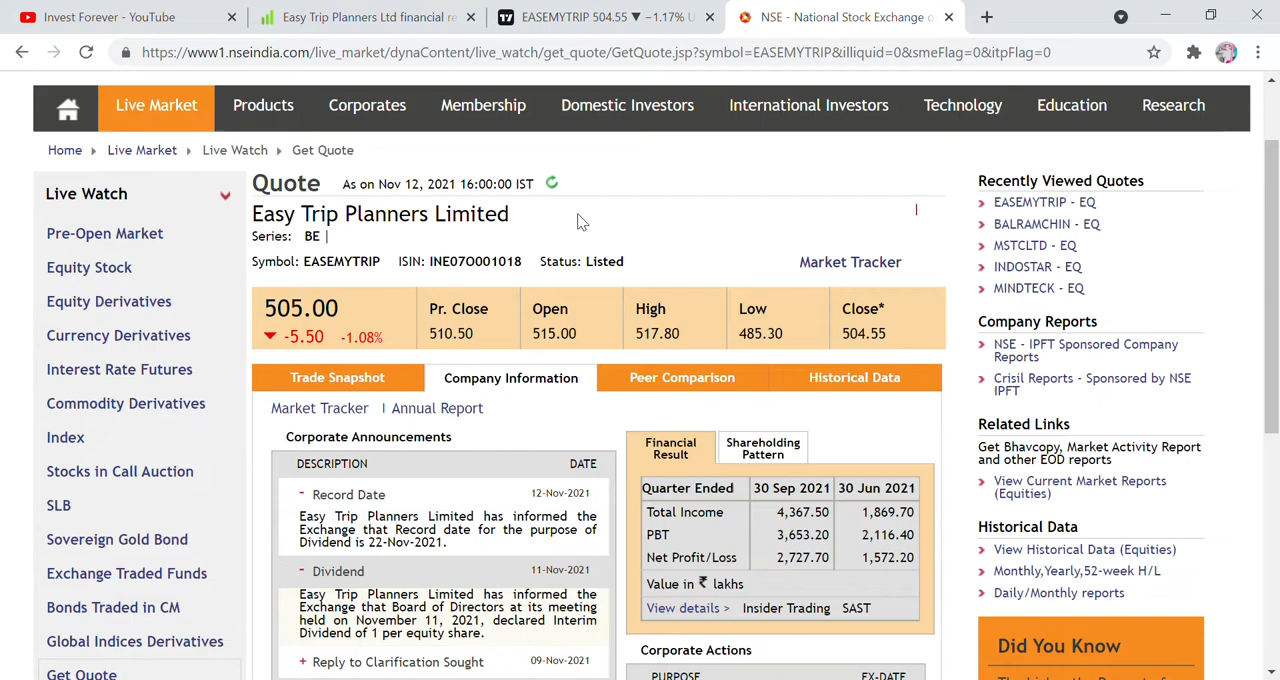 Invest Forever - YouTube
Easy Trip Planners Ltd financial re
EASEMYTRIP 504.55 ▼ −1.17% U
NSE - National Stock Exchange o
https://www1.nseindia.com/live_market/dynaContent/live_watch/get_quote/GetQuote.jsp?symbol=EASEMYTRIP&illiquid=0&smeFlag=0&itpFlag=0
Live Market Products Corporates Membership Domestic Investors International Investors Technology Education Research
Home Live Market Live Watch Get Quote
Live Watch
Pre-Open Market
Equity Stock
Equity Derivatives
Currency Derivatives
Interest Rate Futures
Commodity Derivatives
Index
Stocks in Call Auction
SLB
Sovereign Gold Bond
Exchange Traded Funds
Bonds Traded in CM
Global Indices Derivatives
Get Quote
Quote As on Nov 12, 2021 16:00:00 IST
Easy Trip Planners Limited
Series: BE |
Symbol: EASEMYTRIP ISIN: INE07O001018 Status: Listed Market Tracker
505.00 Pr. Close Open High Low Close*
▼ -5.50 -1.08% 510.50 515.00 517.80 485.30 504.55
Trade Snapshot Company Information Peer Comparison Historical Data
Market Tracker | Annual Report
Corporate Announcements
DESCRIPTION DATE
- Record Date 12-Nov-2021
Easy Trip Planners Limited has informed the
Exchange that Record date for the purpose of
Dividend is 22-Nov-2021.
- Dividend 11-Nov-2021
Easy Trip Planners Limited has informed the
Exchange that Board of Directors at its meeting
held on November 11, 2021, declared Interim
Dividend of 1 per equity share.
+ Reply to Clarification Sought 09-Nov-2021
Financial Result
Shareholding Pattern
Quarter Ended 30 Sep 2021 30 Jun 2021
Total Income 4,367.50 1,869.70
PBT 3,653.20 2,116.40
Net Profit/Loss 2,727.70 1,572.20
Value in ₹ lakhs
View details > Insider Trading SAST
Corporate Actions
PURPOSE EX-DATE
Recently Viewed Quotes
EASEMYTRIP - EQ
BALRAMCHIN - EQ
MSTCLTD - EQ
INDOSTAR - EQ
MINDTECK - EQ
Company Reports
NSE - IPFT Sponsored Company
Reports
Crisil Reports - Sponsored by NSE
IPFT
Related Links
Get Bhavcopy, Market Activity Report
and other EOD reports
View Current Market Reports
(Equities)
Historical Data
View Historical Data (Equities)
Monthly,Yearly,52-week H/L
Daily/Monthly reports
Did You Know